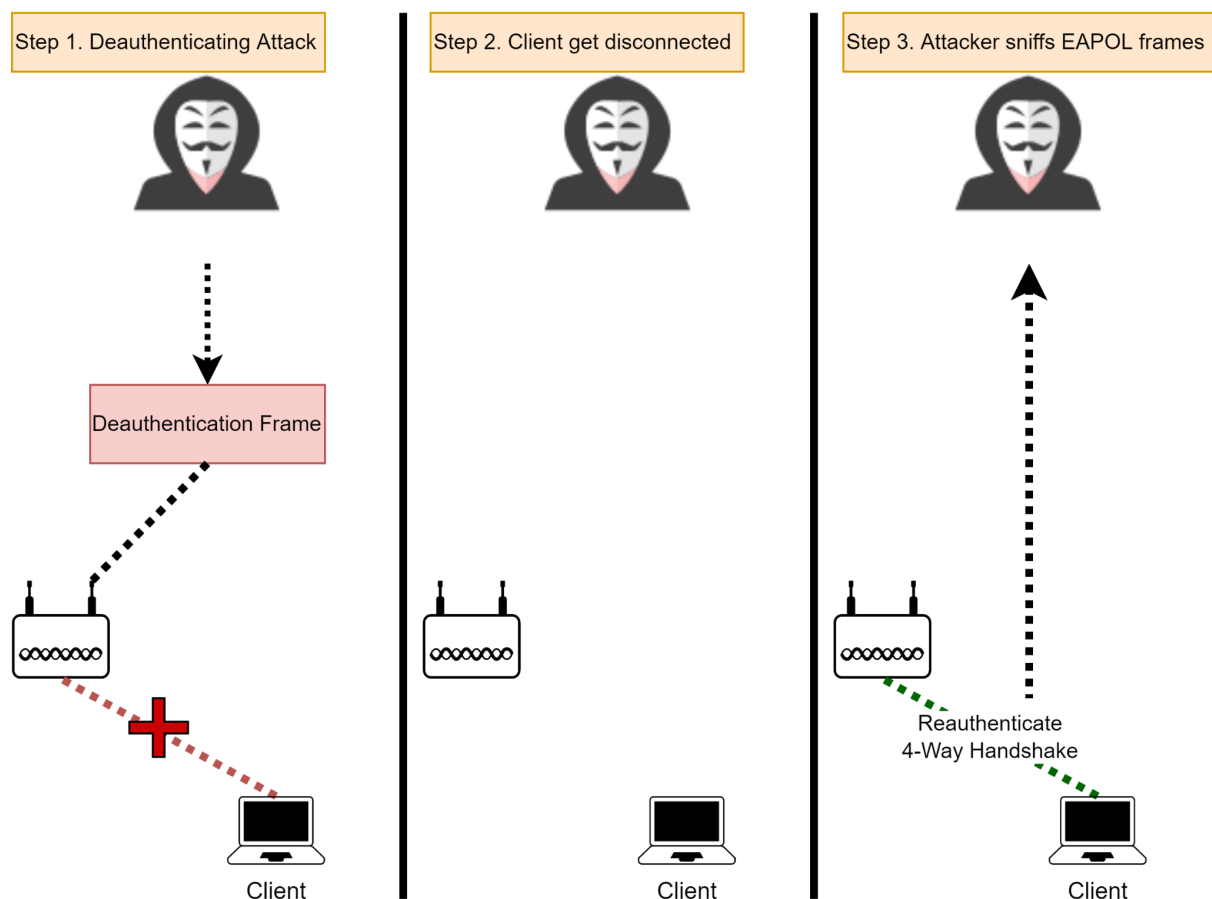 Step 1. Deauthenticating Attack
Step 2. Client get disconnected
Step 3. Attacker sniffs EAPOL frames
Deauthentication Frame
Reauthenticate
4-Way Handshake
Client
Client
Client